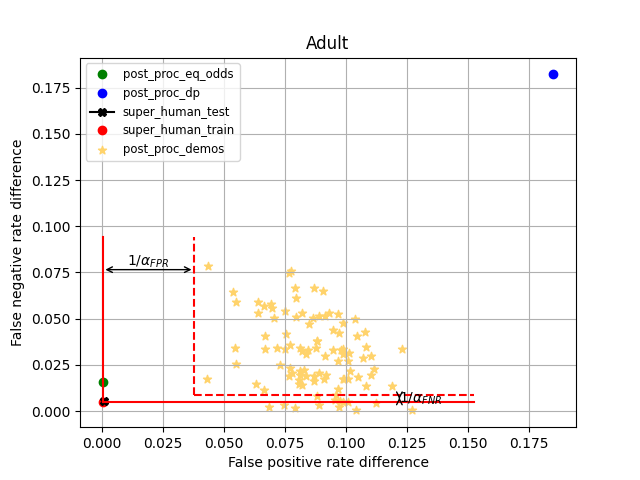 Adult
post_proc_eq_odds
post_proc_dp
super_human_test
super_human_train
post_proc_demos
0.175
0.150
0.125
0.100
0.075
0.050
0.025
0.000
False negative rate difference
1/α_FPR
1/α_FNR
0.000 0.025 0.050 0.075 0.100 0.125 0.150 0.175
False positive rate difference